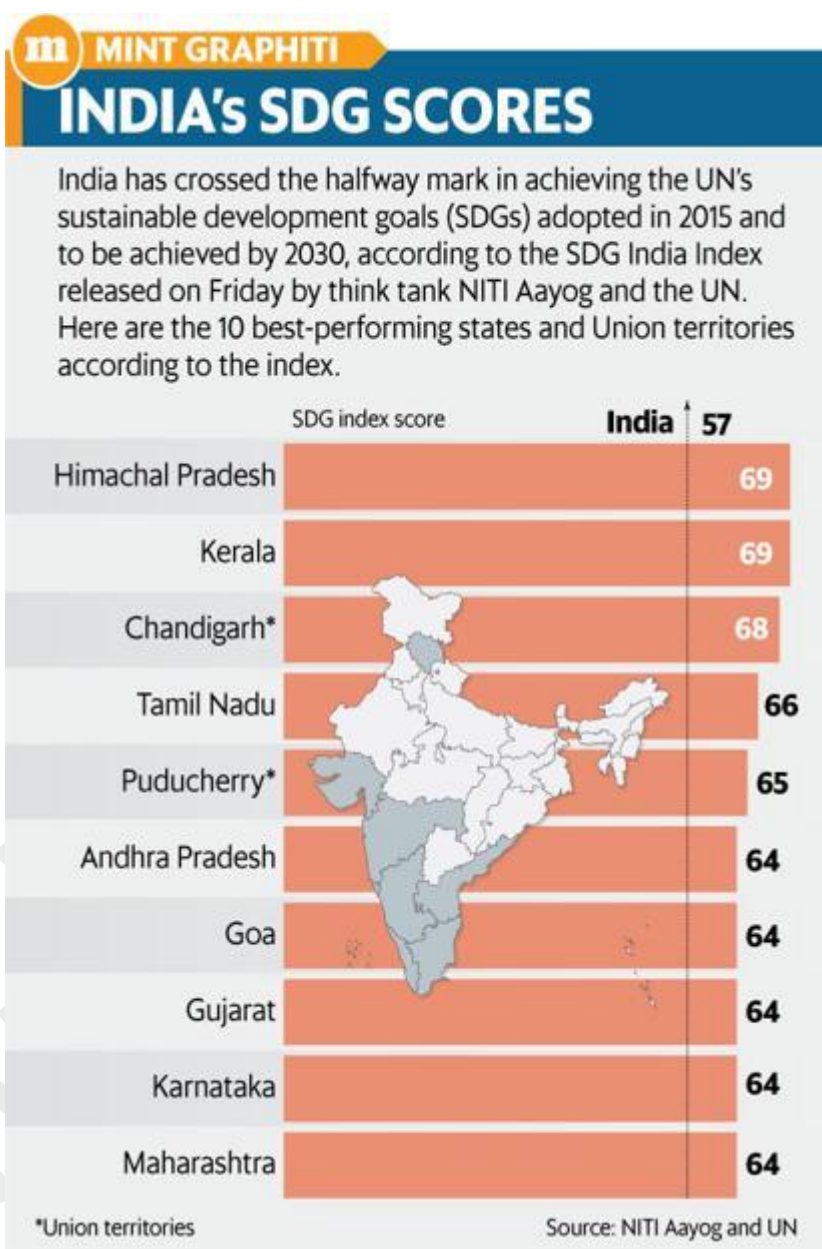 m MINT GRAPHITI
INDIA's SDG SCORES
India has crossed the halfway mark in achieving the UN's
sustainable development goals (SDGs) adopted in 2015 and
to be achieved by 2030, according to the SDG India Index
released on Friday by think tank NITI Aayog and the UN.
Here are the 10 best-performing states and Union territories
according to the index.
SDG index score India 57
Himachal Pradesh 69
Kerala 69
Chandigarh* 68
Tamil Nadu 66
Puducherry* 65
Andhra Pradesh 64
Goa 64
Gujarat 64
Karnataka 64
Maharashtra 64
*Union territories Source: NITI Aayog and UN